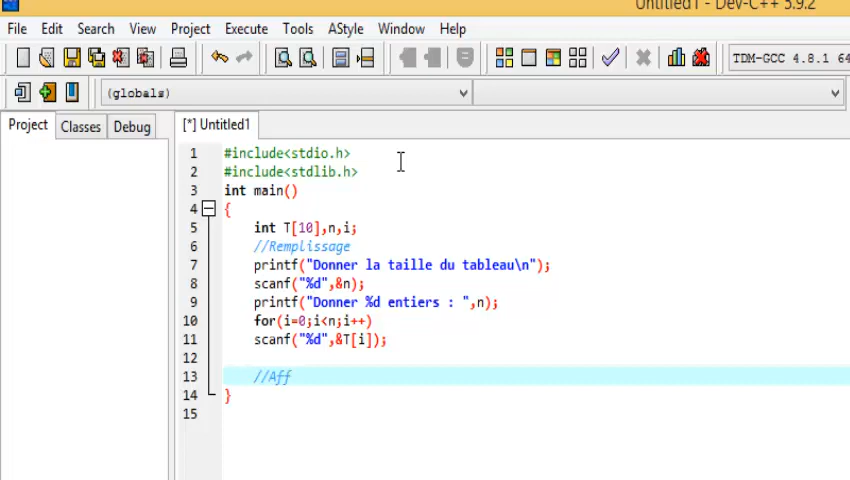 Untitled1 - Dev-C++ 5.9.2
File Edit Search View Project Execute Tools AStyle Window Help
TDM-GCC 4.8.1 64
(globals)
Project Classes Debug [*] Untitled1
1 #include<stdio.h>
2 #include<stdlib.h>
3 int main()
4 {
5 int T[10],n,i;
6 //Remplissage
7 printf("Donner la taille du tableau\n");
8 scanf("%d",&n);
9 printf("Donner %d entiers : ",n);
10 for(i=0;i<n;i++)
11 scanf("%d",&T[i]);
12
13 //Aff
14 }
15